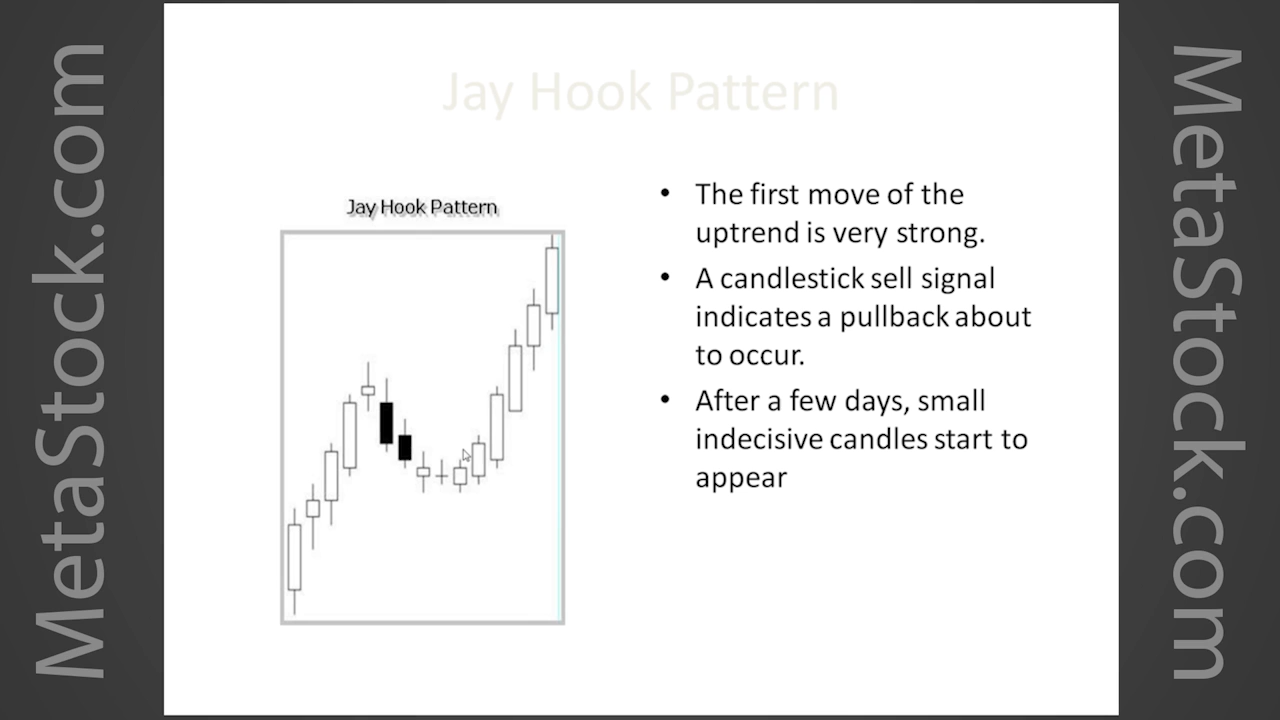 MetaStock.com
Jay Hook Pattern
Jay Hook Pattern
• The first move of the
uptrend is very strong.
• A candlestick sell signal
indicates a pullback about
to occur.
• After a few days, small
indecisive candles start to
appear
MetaStock.com